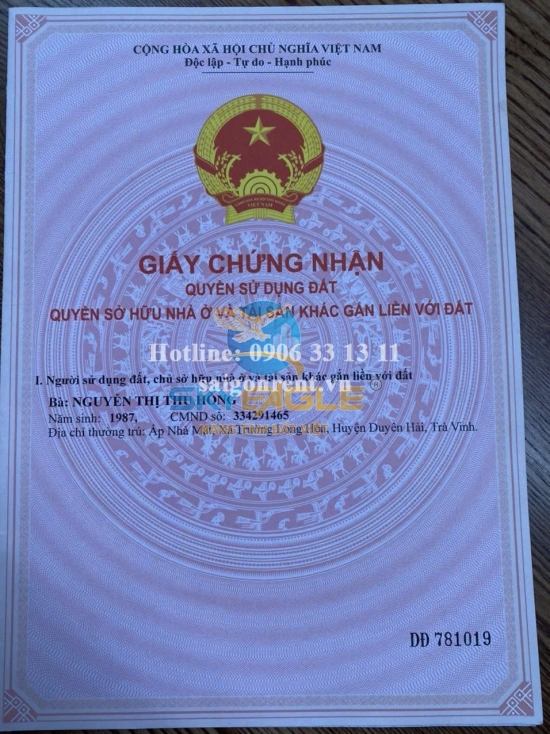 CỘNG HÒA XÃ HỘI CHỦ NGHĨA VIỆT NAM
Độc lập - Tự do - Hạnh phúc
VIỆT NAM
GIẤY CHỨNG NHẬN
QUYỀN SỬ DỤNG ĐẤT
QUYỀN SỞ HỮU NHÀ Ở VÀ TÀI SẢN KHÁC GẮN LIỀN VỚI ĐẤT
Hotline: 0906 33 13 11
I. Người sử dụng đất, chủ sở hữu nhà ở và tài sản khác gắn liền với đất
saigonrent.vn
Bà: NGUYỄN THỊ THU HỒNG
EAGLE ®
Năm sinh: 1987, CMND số: 334291465
Địa chỉ thường trú: Ấp Nhà Mát, Xã Trường Long Hòa, Huyện Duyên Hải, Trà Vinh.
DĐ 781019